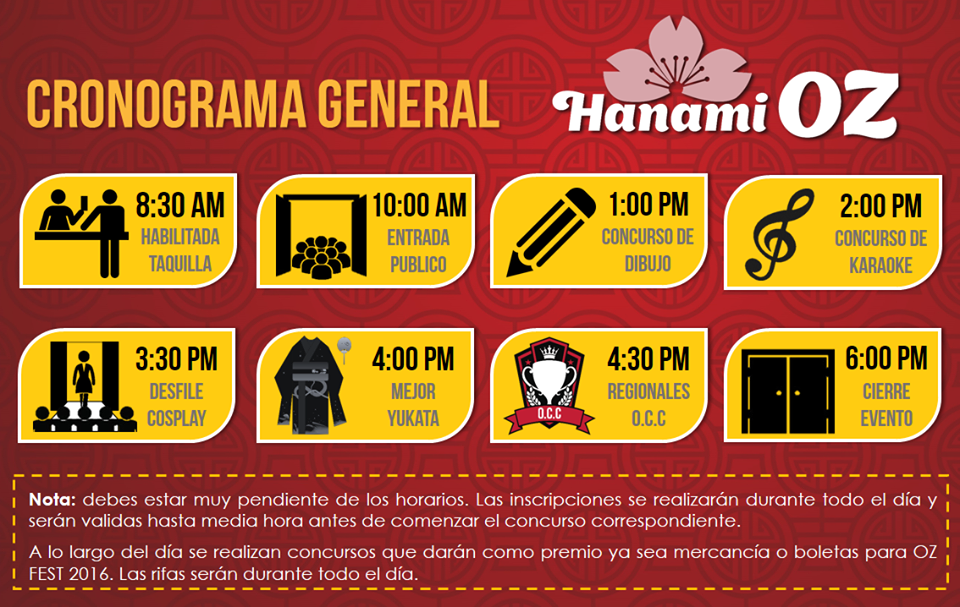 CRONOGRAMA GENERAL
Hanami OZ
8:30 AM
HABILITADA
TAQUILLA
10:00 AM
ENTRADA
PUBLICO
1:00 PM
CONCURSO DE
DIBUJO
2:00 PM
CONCURSO DE
KARAOKE
3:30 PM
DESFILE
COSPLAY
4:00 PM
MEJOR
YUKATA
O.C.C
4:30 PM
REGIONALES
O.C.C
6:00 PM
CIERRE
EVENTO
Nota: debes estar muy pendiente de los horarios. Las inscripciones se realizarán durante todo el día y
serán validas hasta media hora antes de comenzar el concurso correspondiente.
A lo largo del día se realizan concursos que darán como premio ya sea mercancía o boletas para OZ
FEST 2016. Las rifas serán durante todo el día.